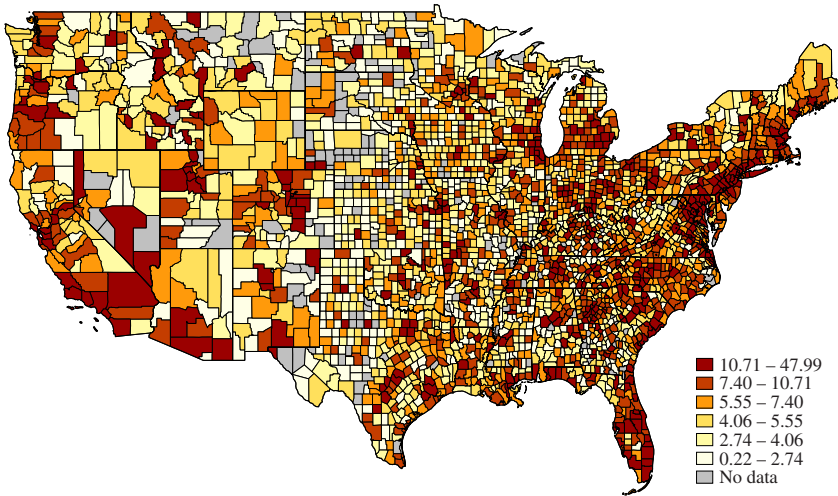 10.71 – 47.99
7.40 – 10.71
5.55 – 7.40
4.06 – 5.55
2.74 – 4.06
0.22 – 2.74
No data